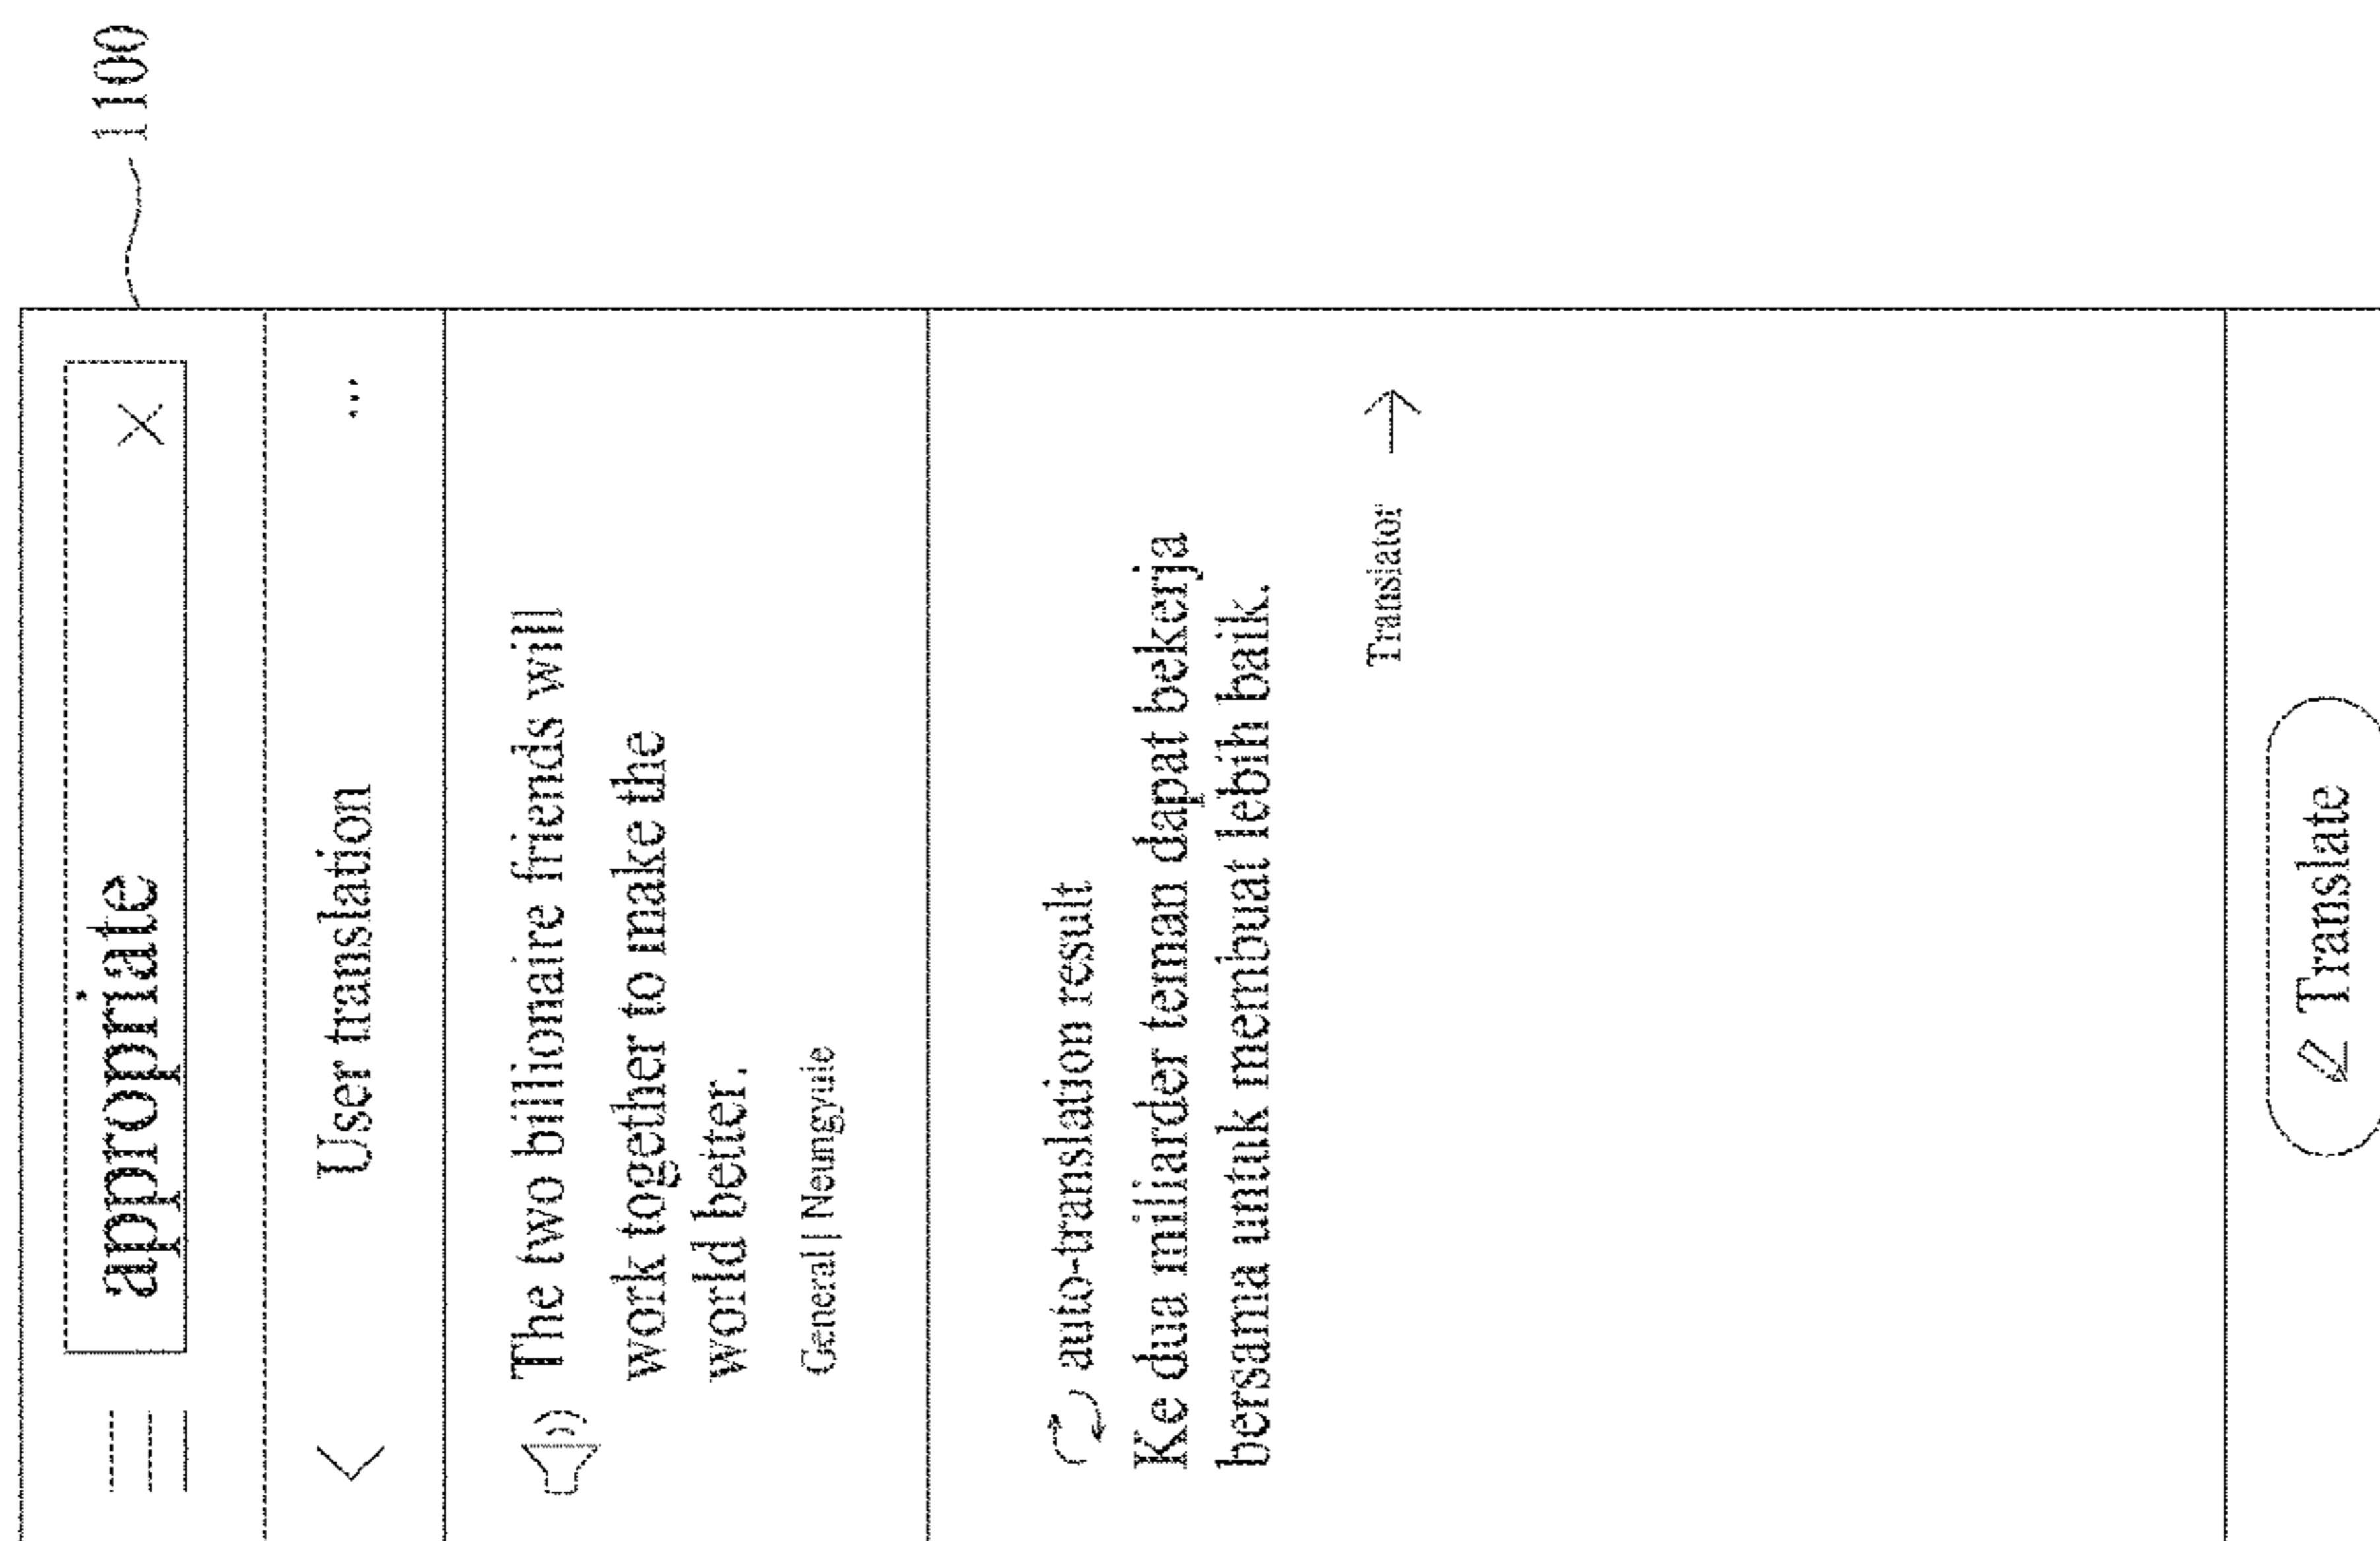 1100
appropriate ×
User translation ...
The two billionaire friends will
work together to make the
world better.
General | Neungyule
auto-translation result
Ke dua miliarder teman dapat bekerja
bersama untuk membuat lebih baik.
Translator →
Translate